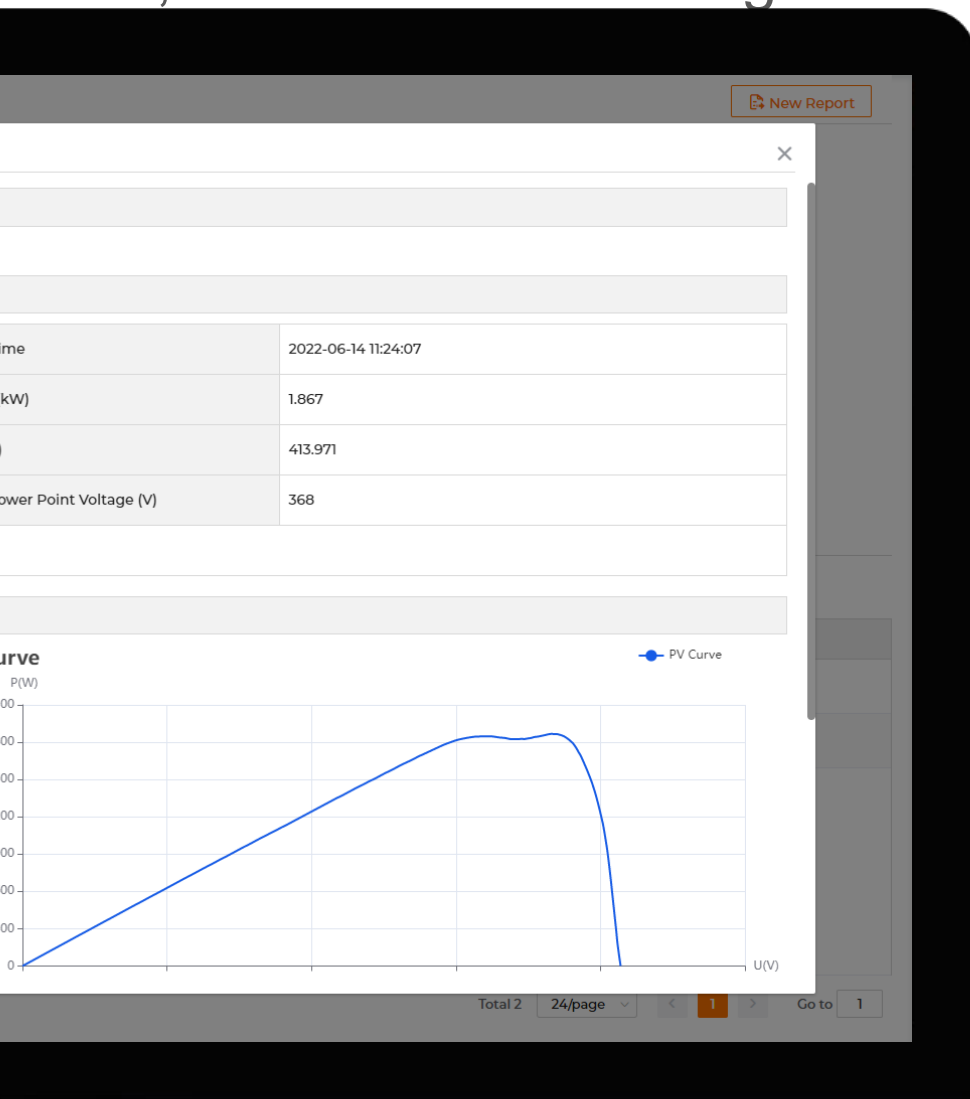 New Report
ime 2022-06-14 11:24:07
kW) 1.867
) 413.971
ower Point Voltage (V) 368
urve
PV Curve
P(W)
00
00
00
00
00
00
00
0
U(V)
Total 2 24/page < 1 > Go to 1